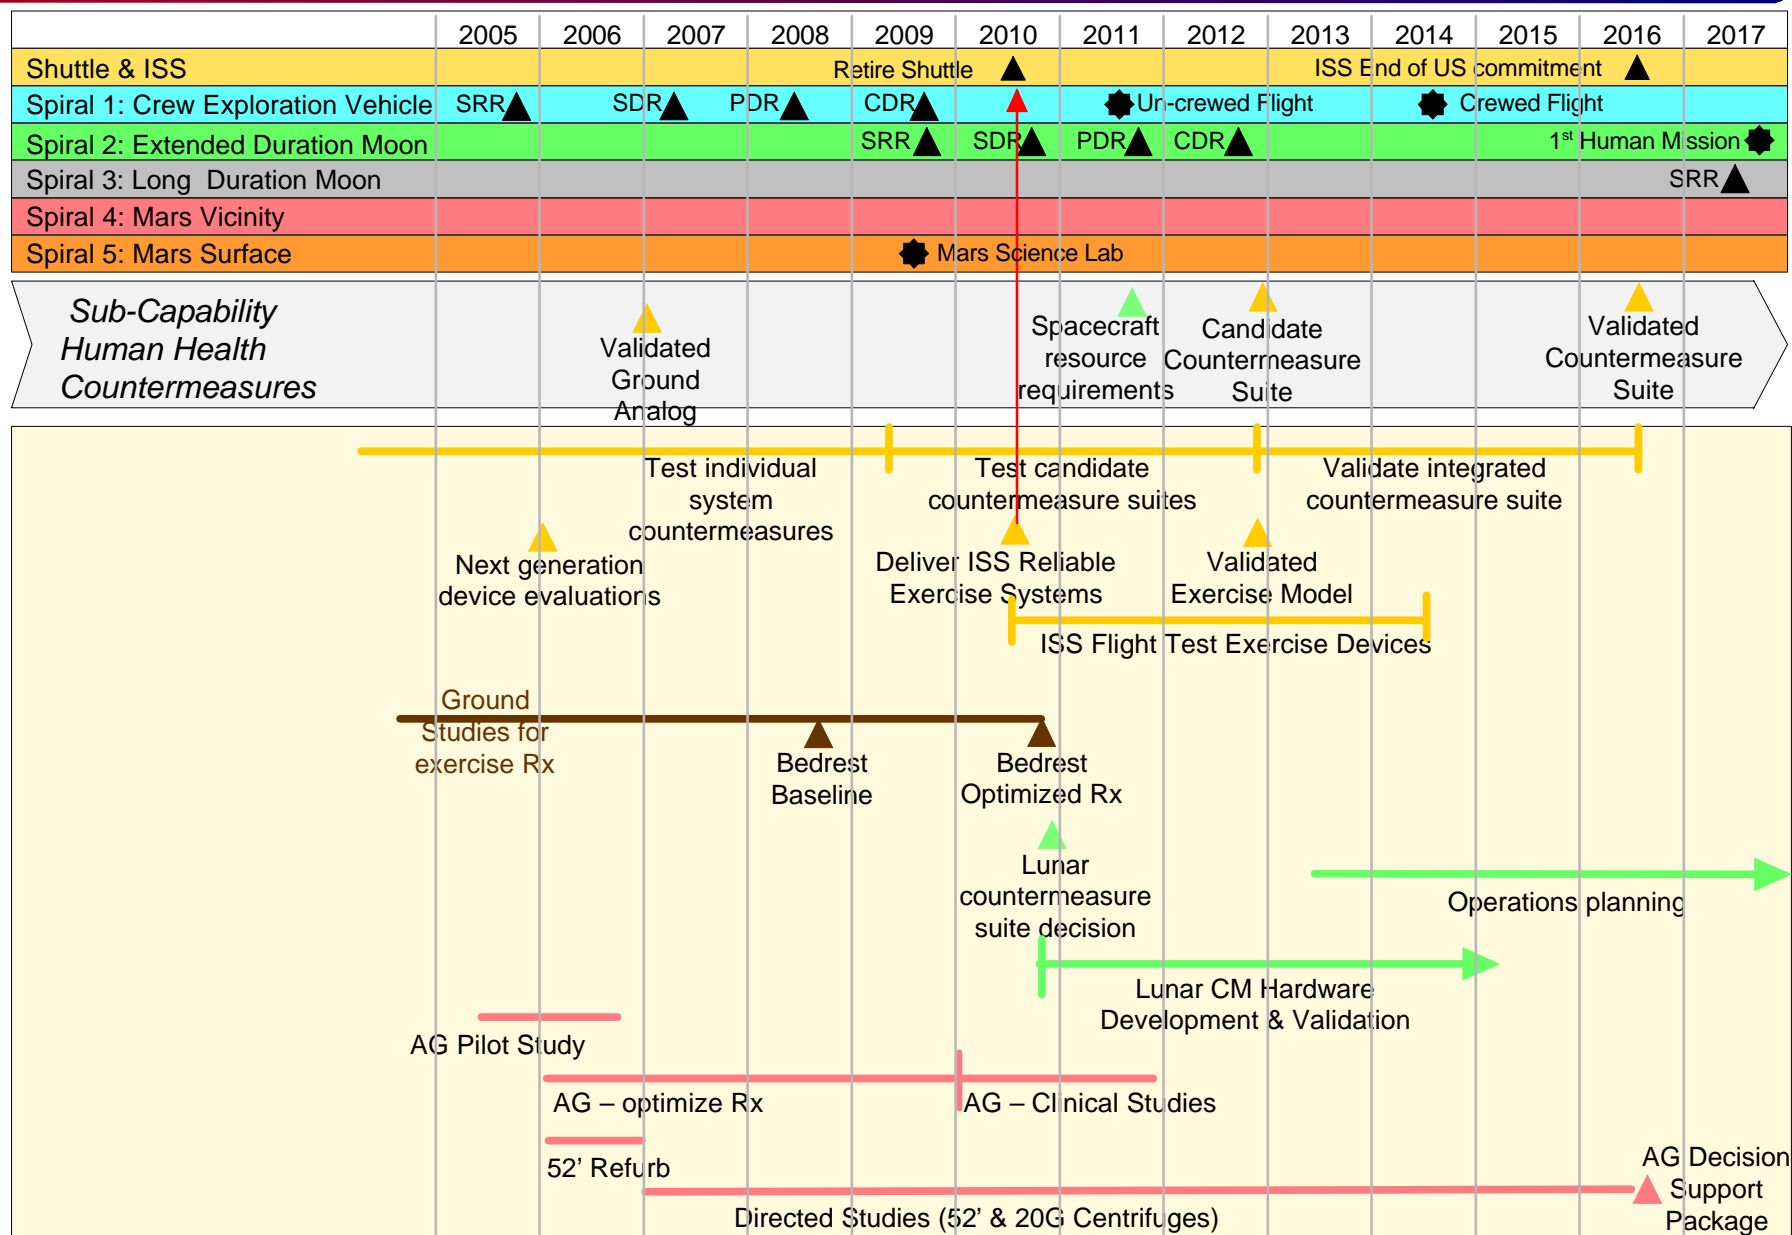 2005 2006 2007 2008 2009 2010 2011 2012 2013 2014 2015 2016 2017
Shuttle & ISS Retire Shuttle ISS End of US commitment
Spiral 1: Crew Exploration Vehicle SRR SDR PDR CDR Un-crewed Flight Crewed Flight
Spiral 2: Extended Duration Moon SRR SDR PDR CDR 1st Human Mission
Spiral 3: Long Duration Moon SRR
Spiral 4: Mars Vicinity
Spiral 5: Mars Surface Mars Science Lab
Sub-Capability
Human Health
Countermeasures
Validated
Ground
Analog
Spacecraft
resource
requirements
Candidate
Countermeasure
Suite
Validated
Countermeasure
Suite
Test individual
system
countermeasures
Test candidate
countermeasure suites
Validate integrated
countermeasure suite
Next generation
device evaluations
Deliver ISS Reliable
Exercise Systems
Validated
Exercise Model
ISS Flight Test Exercise Devices
Ground
Studies for
exercise Rx
Bedrest
Baseline
Bedrest
Optimized Rx
Lunar
countermeasure
suite decision
Operations planning
Lunar CM Hardware
Development & Validation
AG Pilot Study
AG – optimize Rx
AG – Clinical Studies
52’ Refurb
Directed Studies (52’ & 20G Centrifuges)
AG Decision
Support
Package